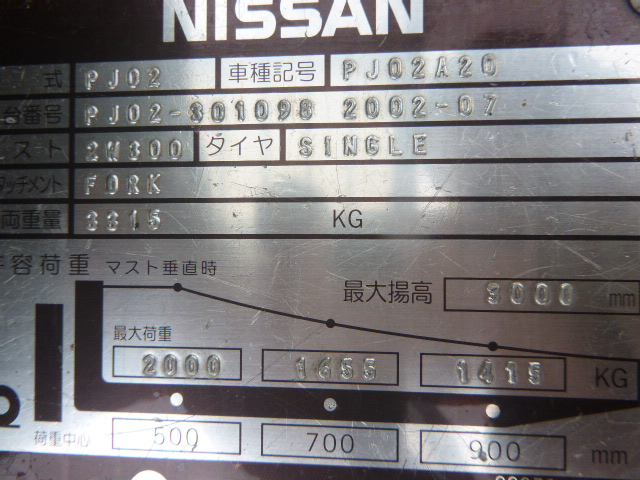 NISSAN
式 PJ02 車種記号 PJ02A20
台番号 PJ02-301098 2002-07
スト 2W300 タイヤ SINGLE
タッチメント FORK
両重量 3315 KG
容荷重 マスト垂直時
最大揚高 3000 mm
最大荷重
2000 1655 1415 KG
荷重中心 500 700 900 mm